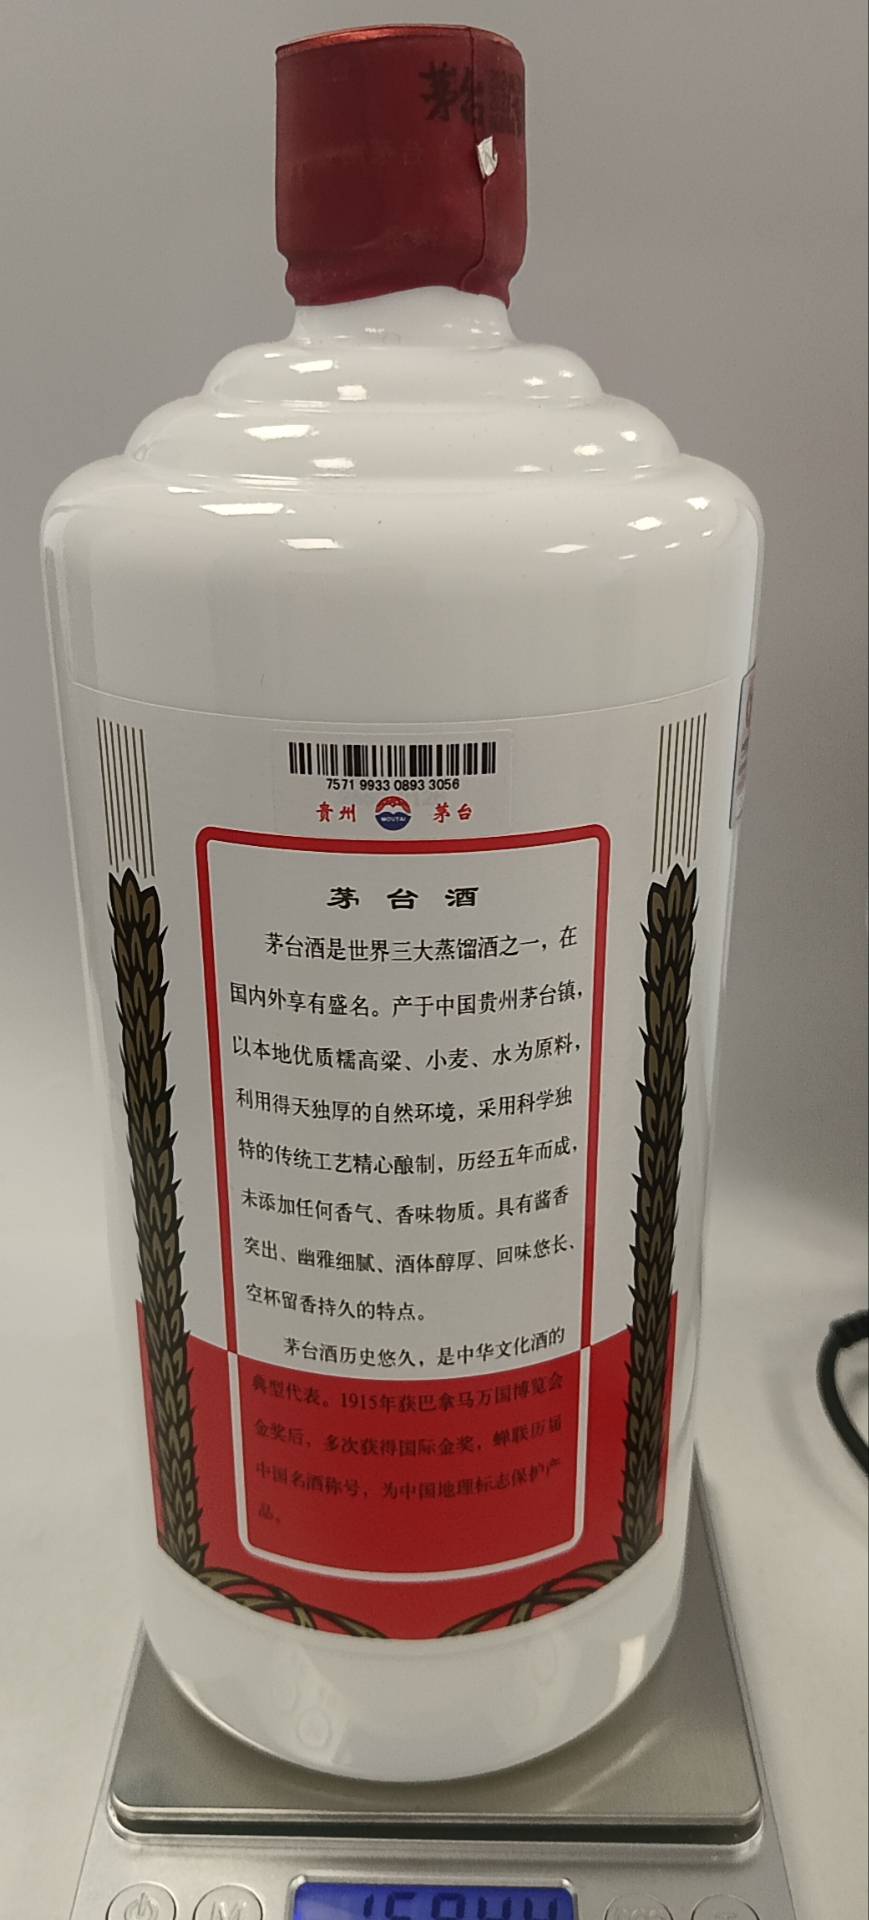 茅台
7571 9933 0893 3056
贵州 MOUTAI 茅台
茅台酒
茅台酒是世界三大蒸馏酒之一，在
国内外享有盛名。产于中国贵州茅台镇，
以本地优质糯高粱、小麦、水为原料，
利用得天独厚的自然环境，采用科学独
特的传统工艺精心酿制，历经五年而成，
未添加任何香气、香味物质。具有酱香
突出、幽雅细腻、酒体醇厚、回味悠长、
空杯留香持久的特点。
茅台酒历史悠久，是中华文化酒的
典型代表。1915年获巴拿马万国博览会
金奖后，多次获得国际金奖，蝉联历届
中国名酒称号，为中国地理标志保护产
品。
M